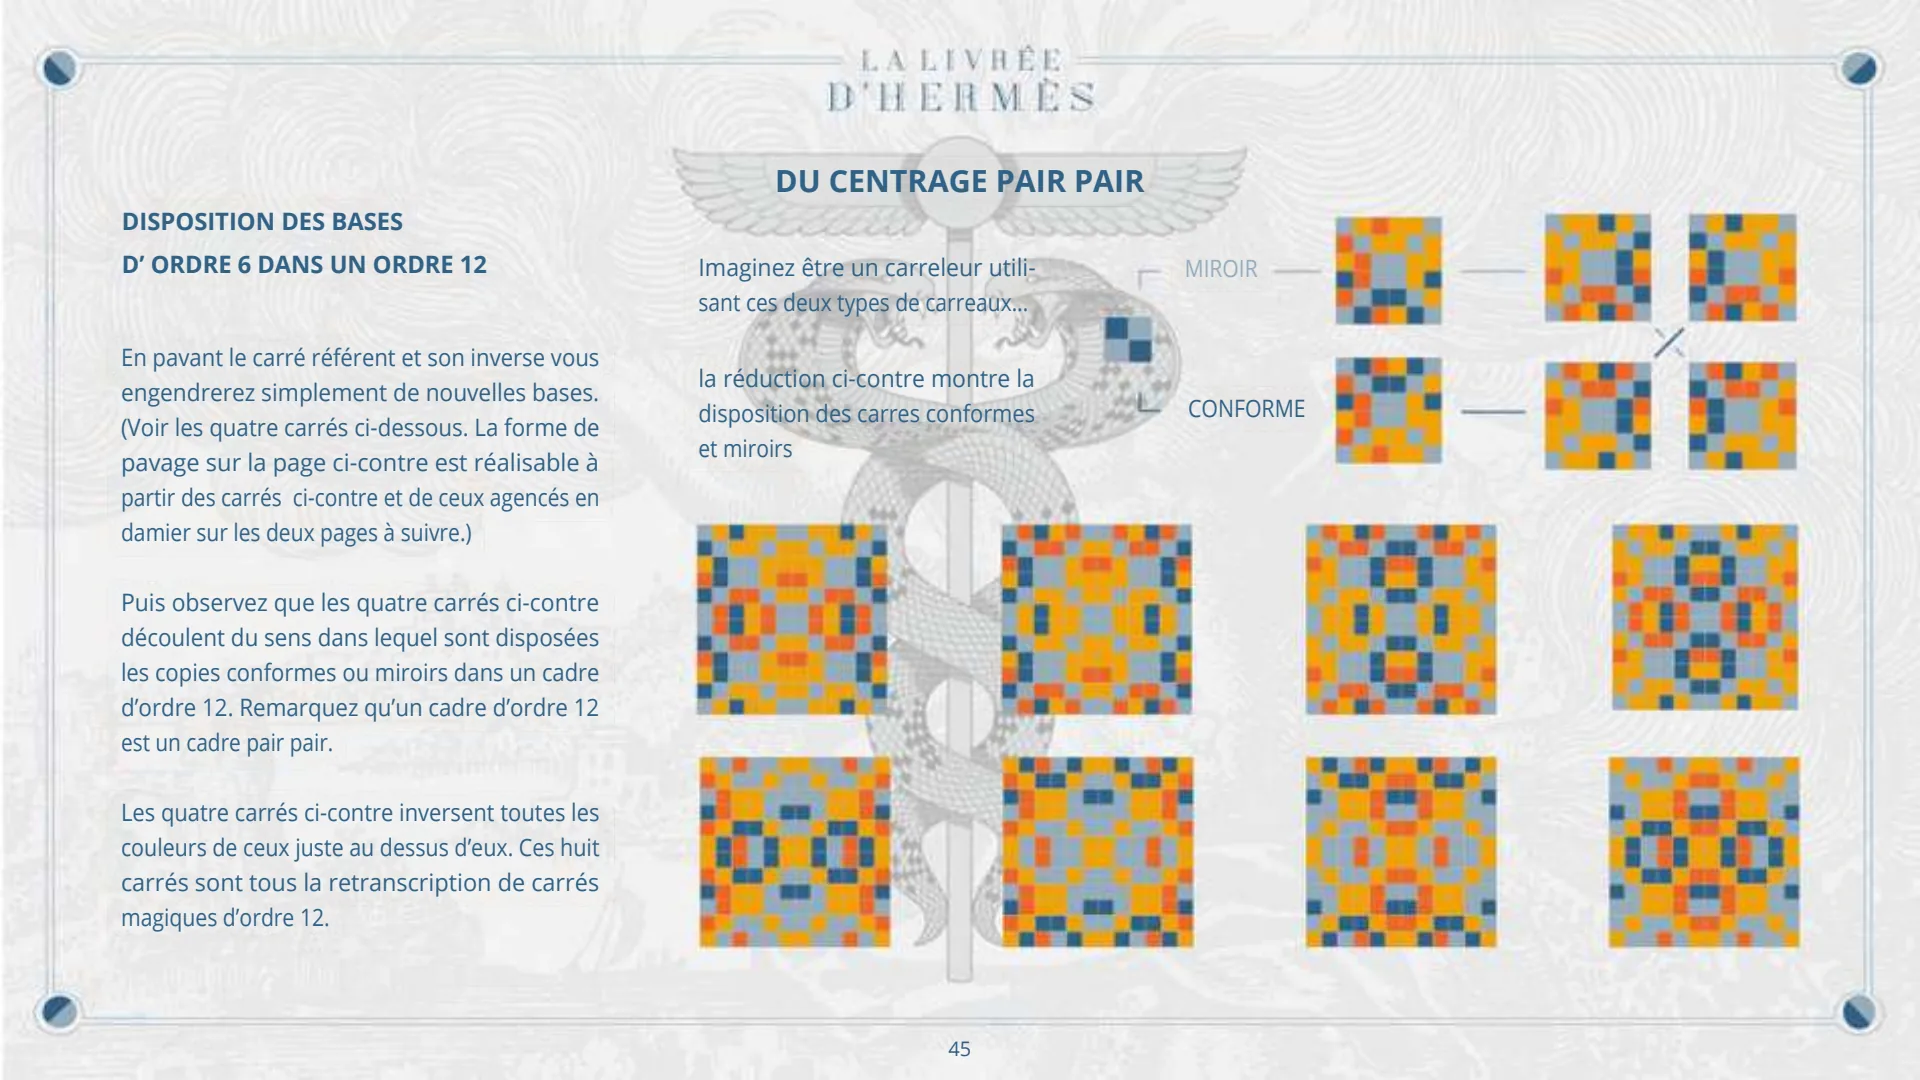 LA LIVRÉE
D'HERMÈS
DU CENTRAGE PAIR PAIR
DISPOSITION DES BASES
D’ ORDRE 6 DANS UN ORDRE 12
En pavant le carré référent et son inverse vous
engendrerez simplement de nouvelles bases.
(Voir les quatre carrés ci-dessous. La forme de
pavage sur la page ci-contre est réalisable à
partir des carrés  ci-contre et de ceux agencés en
damier sur les deux pages à suivre.)
Puis observez que les quatre carrés ci-contre
découlent du sens dans lequel sont disposées
les copies conformes ou miroirs dans un cadre
d’ordre 12. Remarquez qu’un cadre d’ordre 12
est un cadre pair pair.
Les quatre carrés ci-contre inversent toutes les
couleurs de ceux juste au dessus d’eux. Ces huit
carrés sont tous la retranscription de carrés
magiques d’ordre 12.
Imaginez être un carreleur utili-
sant ces deux types de carreaux...
la réduction ci-contre montre la
disposition des carres conformes
et miroirs
MIROIR
CONFORME
45